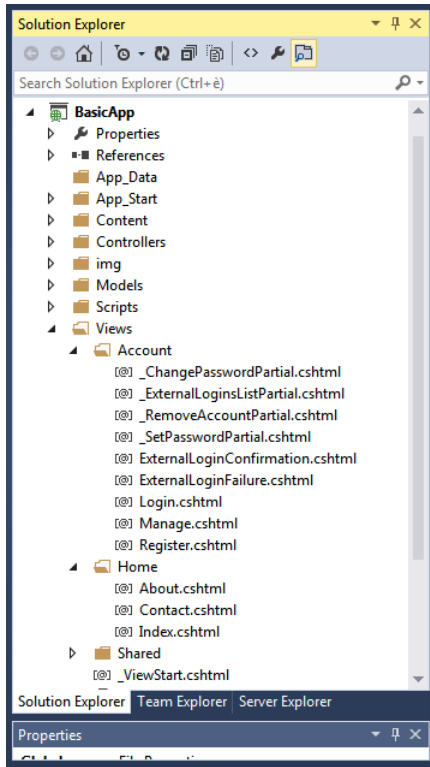 Solution Explorer
Search Solution Explorer (Ctrl+è)
BasicApp
Properties
References
App_Data
App_Start
Content
Controllers
img
Models
Scripts
Views
Account
_ChangePasswordPartial.cshtml
_ExternalLoginsListPartial.cshtml
_RemoveAccountPartial.cshtml
_SetPasswordPartial.cshtml
ExternalLoginConfirmation.cshtml
ExternalLoginFailure.cshtml
Login.cshtml
Manage.cshtml
Register.cshtml
Home
About.cshtml
Contact.cshtml
Index.cshtml
Shared
_ViewStart.cshtml
Solution Explorer Team Explorer Server Explorer
Properties